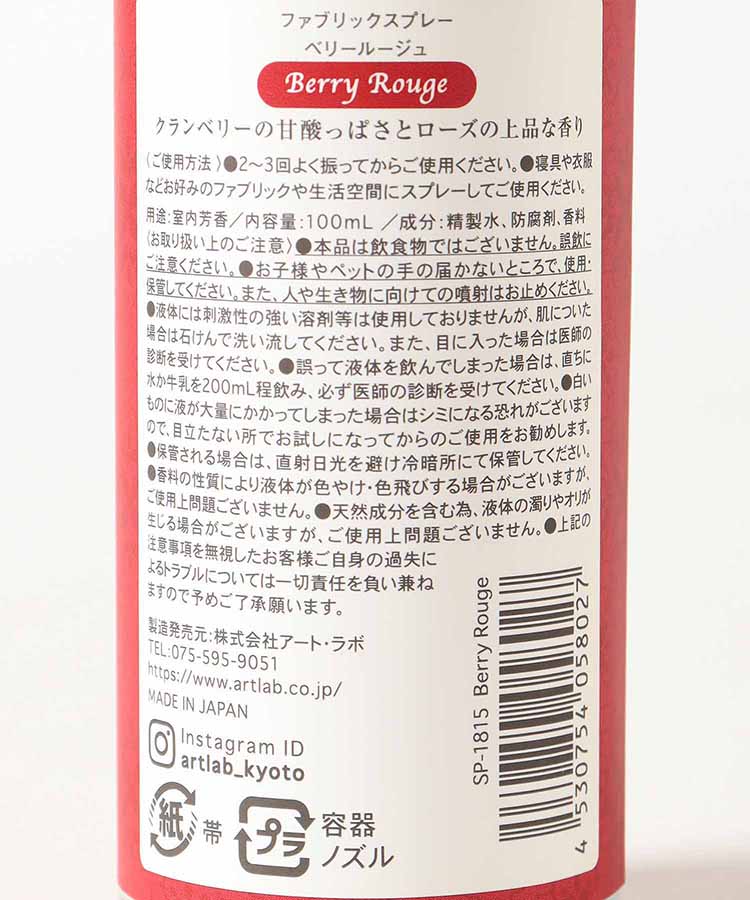 ファブリックスプレー
ベリールージュ
Berry Rouge
クランベリーの甘酸っぱさとローズの上品な香り
〈ご使用方法〉●2〜3回よく振ってからご使用ください。●寝具や衣服
などお好みのファブリックや生活空間にスプレーしてご使用ください。
用途:室内芳香/内容量:100mL /成分:精製水、防腐剤、香料
〈お取り扱い上のご注意〉●本品は飲食物ではございません。誤飲に
ご注意ください。●お子様やペットの手の届かないところで、使用・
保管してください。また、人や生き物に向けての噴射はお止めください。
●液体には刺激性の強い溶剤等は使用しておりませんが、肌についた
場合は石けんで洗い流してください。また、目に入った場合は医師の
診断を受けてください。●誤って液体を飲んでしまった場合は、直ちに
水か牛乳を200mL程飲み、必ず医師の診断を受けてください。●白い
ものに液が大量にかかってしまった場合はシミになる恐れがございます
ので、目立たない所でお試しになってからのご使用をお勧めします。
●保管される場合は、直射日光を避け冷暗所にて保管してください。
●香料の性質により液体が色やけ・色飛びする場合がございますが、
ご使用上問題ございません。●天然成分を含む為、液体の濁りやオリが
生じる場合がございますが、ご使用上問題ございません。●上記の
注意事項を無視したお客様ご自身の過失に
よるトラブルについては一切責任を負い兼ね
ますので予めご了承願います。
製造発売元:株式会社アート・ラボ
TEL:075-595-9051
https://www.artlab.co.jp/
MADE IN JAPAN
Instagram ID
artlab_kyoto
紙 帯
プラ 容器
ノズル
SP-1815 Berry Rouge
4 530754 058027